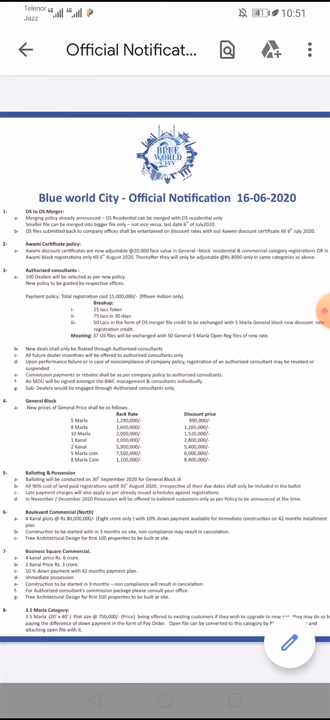 Telenor
Jazz
4G 4G
41
10:51
Official Notificat...
BLUE
WORLD
CITY
Blue world City - Official Notification 16-06-2020
1- OS to OS Merger:
a- Merging policy already announced – OS Residential can be merged with OS residential only
Smaller file can be merged into bigger file only – not vice versa; last date 6th of July2020.
b- OS files submitted back to company offices shall be entertained on discount rates with out Awami discount certificate till 6th July 2020.
2- Awami Certificate policy:
a- Awami discount certificates are now adjustable @20,000 face value in General –block residential & commercial registrations OR in
Awami block registrations only till 6th August 2020. Thereafter they will only be adjustable @Rs.8000 only in same categories as above.
3- Authorized consultants :
a- 100 Dealers will be selected as per new policy.
New policy to be guided by respective offices.
Payment policy: Total registration cost 15,000,000/- (fifteen million only)
Breakup:
i- 25 lacs Token
ii- 75 lacs in 30 days
iii- 50 Lacs in the form of OS merger file credit to be exchanged with 5 Marla General block new discount rate
registration credit.
Meaning: 37 OS files will be exchanged with 50 General 5 Marla Open Reg files of new rate.
b- New deals shall only be floated through Authorized consultants
c- All future dealer incentives will be offered to authorized consultants only
d- Upon performance failure or in case of noncompliance of company policy, registration of an authorized consultant may be revoked or
suspended.
e- Commission payments or rebates shall be as per company policy to authorized consultants.
f- An MOU will be signed amongst the BWC management & consultants individually.
g- Sub- Dealers would be engaged through Authorized consultants only.
4- General Block
- New prices of General Price shall be as follows:
Rack Rate Discount price
5 Marla 1,290,000/- 990,000/-
8 Marla 1,600,000/- 1,265,000/-
10 Marla 2,000,000/- 1,520,000/-
1 Kanal 3,000,000/- 2,800,000/-
2 Kanal 5,900,000/- 5,400,000/-
5 Marla com 7,500,000/- 6,000,000/-
8 Marla Com 1,100,000/- 8,400,000/-
5- Balloting & Possession
a- Balloting will be conducted on 30th September 2020 for General Block IA
b- All 90% cost of land paid registrations uptill 30th August 2020, irrespective of their due dates shall only be included in the ballot.
c- Late payment charges will also apply as per already issued schedules against registrations.
d- In November / December 2020 Possession will be offered to balloted customers only as per Policy to be announced at the time.
6- Boulevard Commercial (North)
a- 4 Kanal plots @ Rs 80,000,000/- (Eight crore only ) with 10% down payment available for immediate construction on 42 months instalment
plan
b- Construction to be started with in 3 months on site, non compliance may result in cancellation.
c- Free Architectural Design for first 100 properties to be built at site.
7- Business Square Commercial.
a- 4 kanal price Rs 6 crore.
b- 2 Kanal Price Rs. 3 crore.
c- 10 % down payment with 42 months payment plan.
d- Immediate possession
e- Construction to be started in 3 months – non compliance will result in cancellation.
f- For Authorized consultant's commission package please consult your office.
g- Free Architectural Design for first 100 properties to be built at site.
8- 3.5 Marla Category:
3.5 Marla (20' x 40' ) Plot size @ 750,000/- (Price) being offered to existing customers if they wish to upgrade to new they may do so b
paying the difference of down payment in the form of Pay Order. Open file can be converted to this category by and
attaching open file with it.